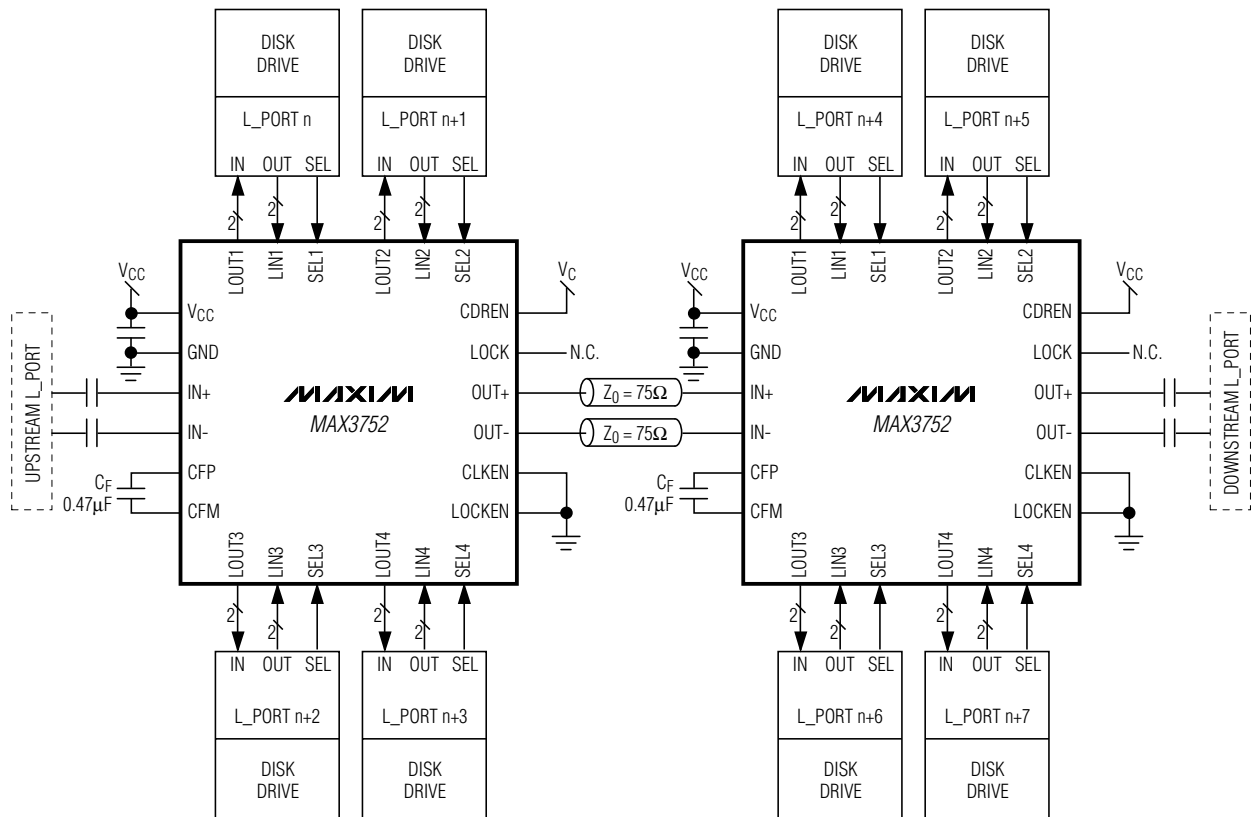 DISK DRIVE
DISK DRIVE
DISK DRIVE
DISK DRIVE
L_PORT n
L_PORT n+1
L_PORT n+4
L_PORT n+5
IN OUT SEL
IN OUT SEL
IN OUT SEL
IN OUT SEL
2 2 2 2
2 2 2 2
LOUT1 LIN1 SEL1 LOUT2 LIN2 SEL2
LOUT1 LIN1 SEL1 LOUT2 LIN2 SEL2
VCC
VC
VCC
VCC
VCC
CDREN
VCC
CDREN
GND
LOCK
N.C.
GND
LOCK
N.C.
UPSTREAM L_PORT
IN+
MAXIM
MAX3752
OUT+
Z0 = 75Ω
IN+
MAXIM
MAX3752
OUT+
DOWNSTREAM L_PORT
IN-
OUT-
Z0 = 75Ω
IN-
OUT-
CF
0.47µF
CFP
CLKEN
CF
0.47µF
CFP
CLKEN
CFM
LOCKEN
CFM
LOCKEN
LOUT3 LIN3 SEL3 LOUT4 LIN4 SEL4
LOUT3 LIN3 SEL3 LOUT4 LIN4 SEL4
2 2 2 2
2 2 2 2
IN OUT SEL
IN OUT SEL
IN OUT SEL
IN OUT SEL
L_PORT n+2
L_PORT n+3
L_PORT n+6
L_PORT n+7
DISK DRIVE
DISK DRIVE
DISK DRIVE
DISK DRIVE